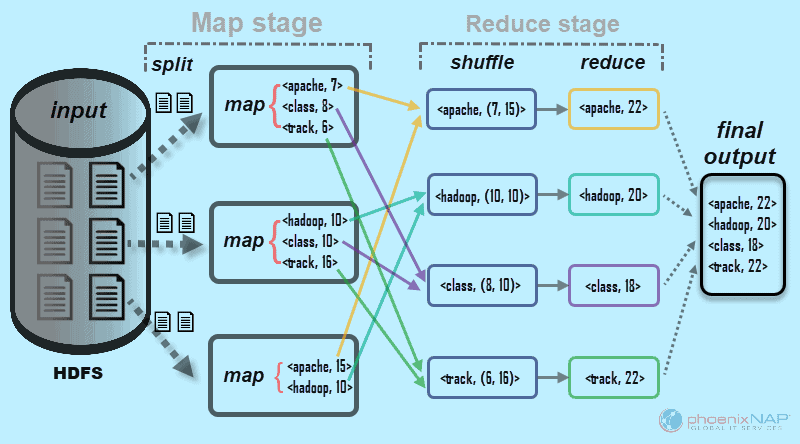 Map stage
Reduce stage
split
shuffle
reduce
input
HDFS
map
<apache, 7>
<class, 8>
<track, 6>
map
<hadoop, 10>
<class, 10>
<track, 16>
map
<apache, 15>
<hadoop, 10>
<apache, (7, 15)>
<hadoop, (10, 10)>
<class, (8, 10)>
<track, (6, 16)>
<apache, 22>
<hadoop, 20>
<class, 18>
<track, 22>
final
output
<apache, 22>
<hadoop, 20>
<class, 18>
<track, 22>
phoenixNAP
GLOBAL IT SERVICES